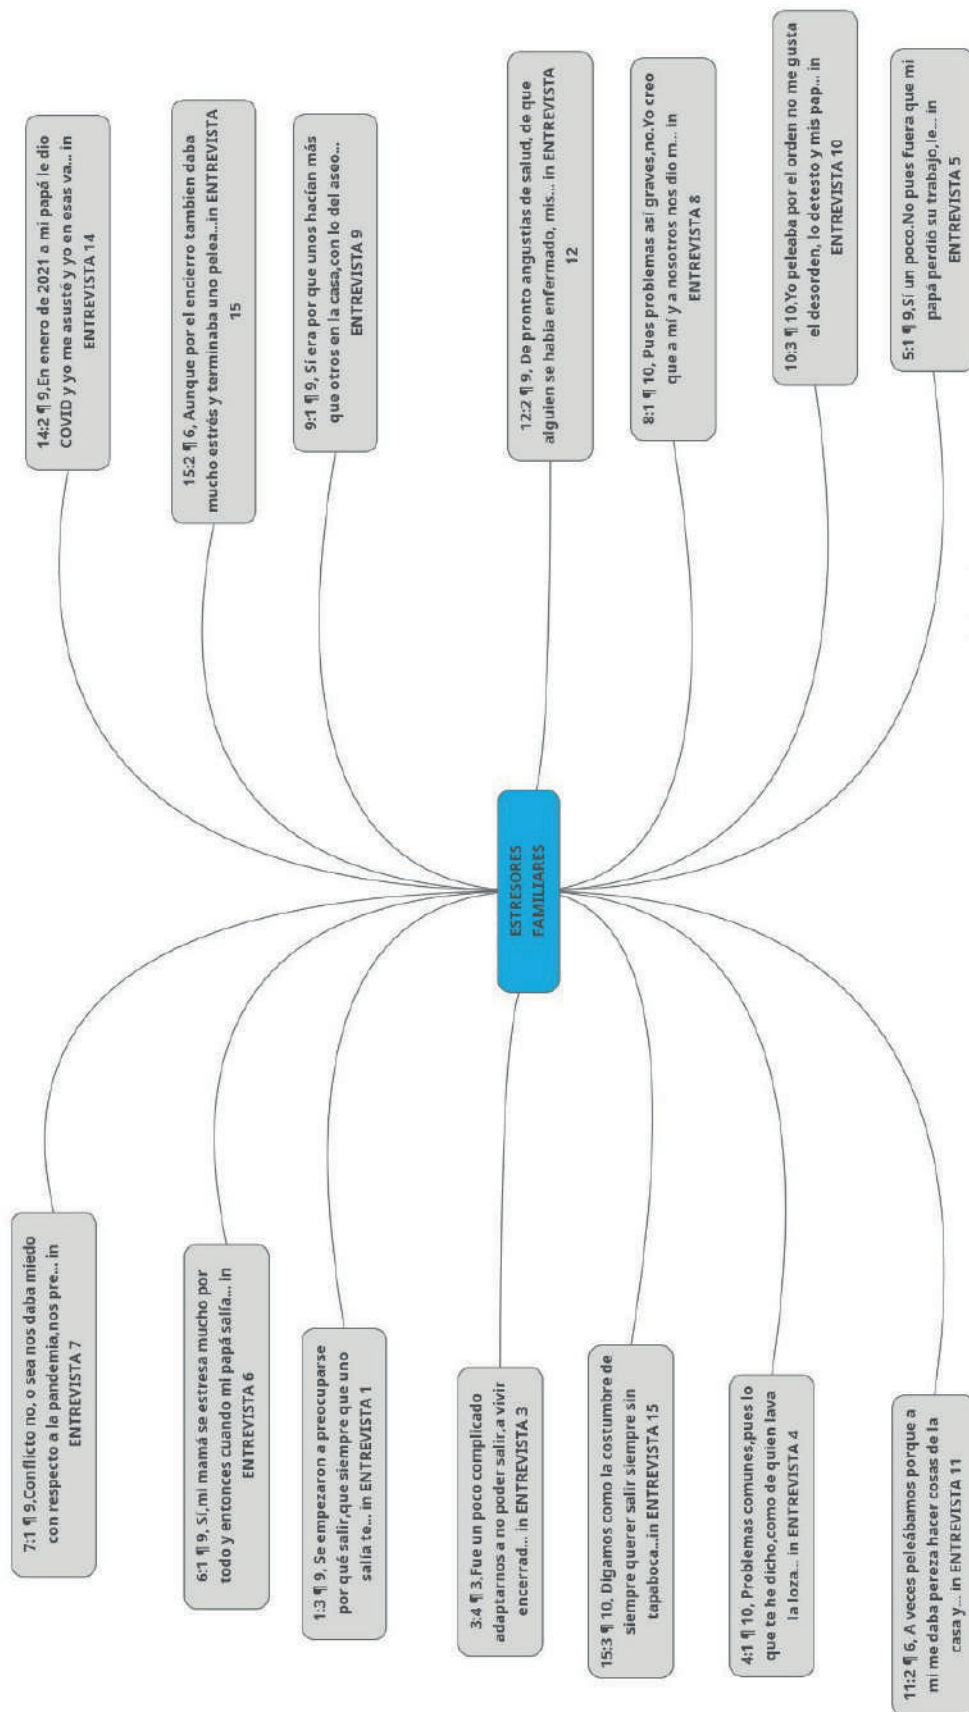 7:1 ¶ 9,Conflicto no, o sea nos daba miedo
con respecto a la pandemia,nos pre... in
ENTREVISTA 7
6:1 ¶ 9, Sí,mi mamá se estresa mucho por
todo y entonces cuando mi papá salía... in
ENTREVISTA 6
1:3 ¶ 9, Se empezaron a preocuparse
por qué salir,que siempre que uno
salía te... in ENTREVISTA 1
3:4 ¶ 3,Fue un poco complicado
adaptarnos a no poder salir,a vivir
encerrad... in ENTREVISTA 3
15:3 ¶ 10, Digamos como la costumbre de
siempre querer salir siempre sin
tapaboca...in ENTREVISTA 15
4:1 ¶ 10, Problemas comunes,pues lo
que te he dicho,como de quien lava
la loza... in ENTREVISTA 4
11:2 ¶ 6, A veces peleábamos porque a
mi me daba pereza hacer cosas de la
casa y... in ENTREVISTA 11
ESTRESORES
FAMILIARES
14:2 ¶ 9,En enero de 2021 a mi papá le dio
COVID y yo me asusté y yo en esas va... in
ENTREVISTA 14
15:2 ¶ 6, Aunque por el encierro tambien daba
mucho estrés y terminaba uno pelea...in ENTREVISTA
15
9:1 ¶ 9, Sí era por que unos hacían más
que otros en la casa,con lo del aseo...
ENTREVISTA 9
12:2 ¶ 9, De pronto angustias de salud, de que
alguien se había enfermado, mis... in ENTREVISTA
12
8:1 ¶ 10, Pues problemas así graves,no.Yo creo
que a mí y a nosotros nos dio m... in
ENTREVISTA 8
10:3 ¶ 10,Yo peleaba por el orden no me gusta
el desorden, lo detesto y mis pap... in
ENTREVISTA 10
5:1 ¶ 9,Sí un poco.No pues fuera que mi
papá perdió su trabajo,le... in
ENTREVISTA 5